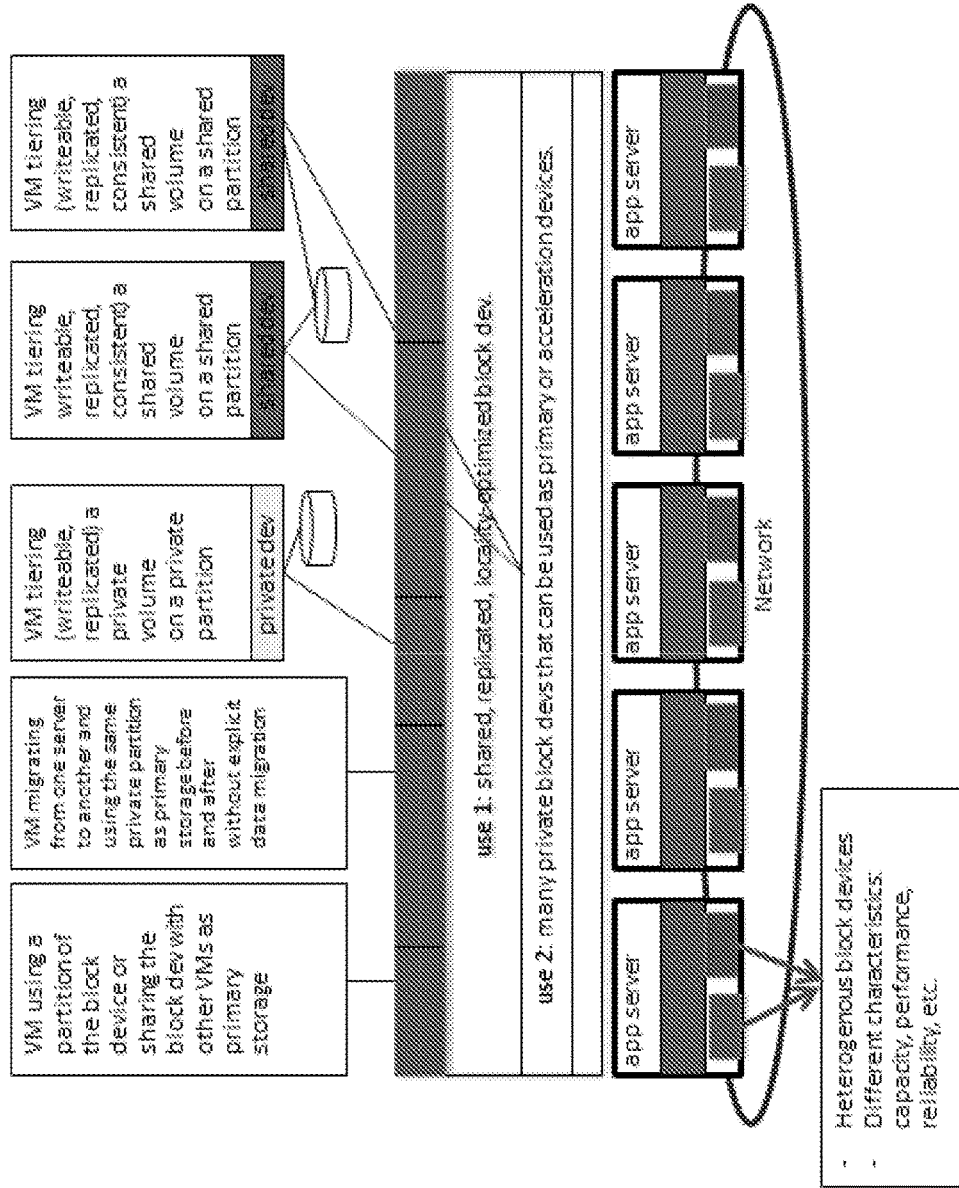 VM using a
partition of
the block
device or
sharing the
block dev with
other VMs as
primary
storage
VM migrating
from one server
to another and
using the same
private partition
as primary
storage before
and after
without explicit
data migration
VM tiering
(writeable,
replicated) a
private
volume
on a private
partition
private dev
VM tiering
writeable,
replicated,
consistent) a
shared
volume
on a shared
partition
shared dev
VM tiering
(writeable,
replicated,
consistent) a
shared
volume
on a shared
partition
shared dev
use 1: shared, replicated, locality-optimized block dev.
use 2: many private block devs that can be used as primary or acceleration devices.
app server
app server
app server
app server
app server
Network
- Heterogenous block devices
- Different characteristics:
capacity, performance,
reliability, etc.